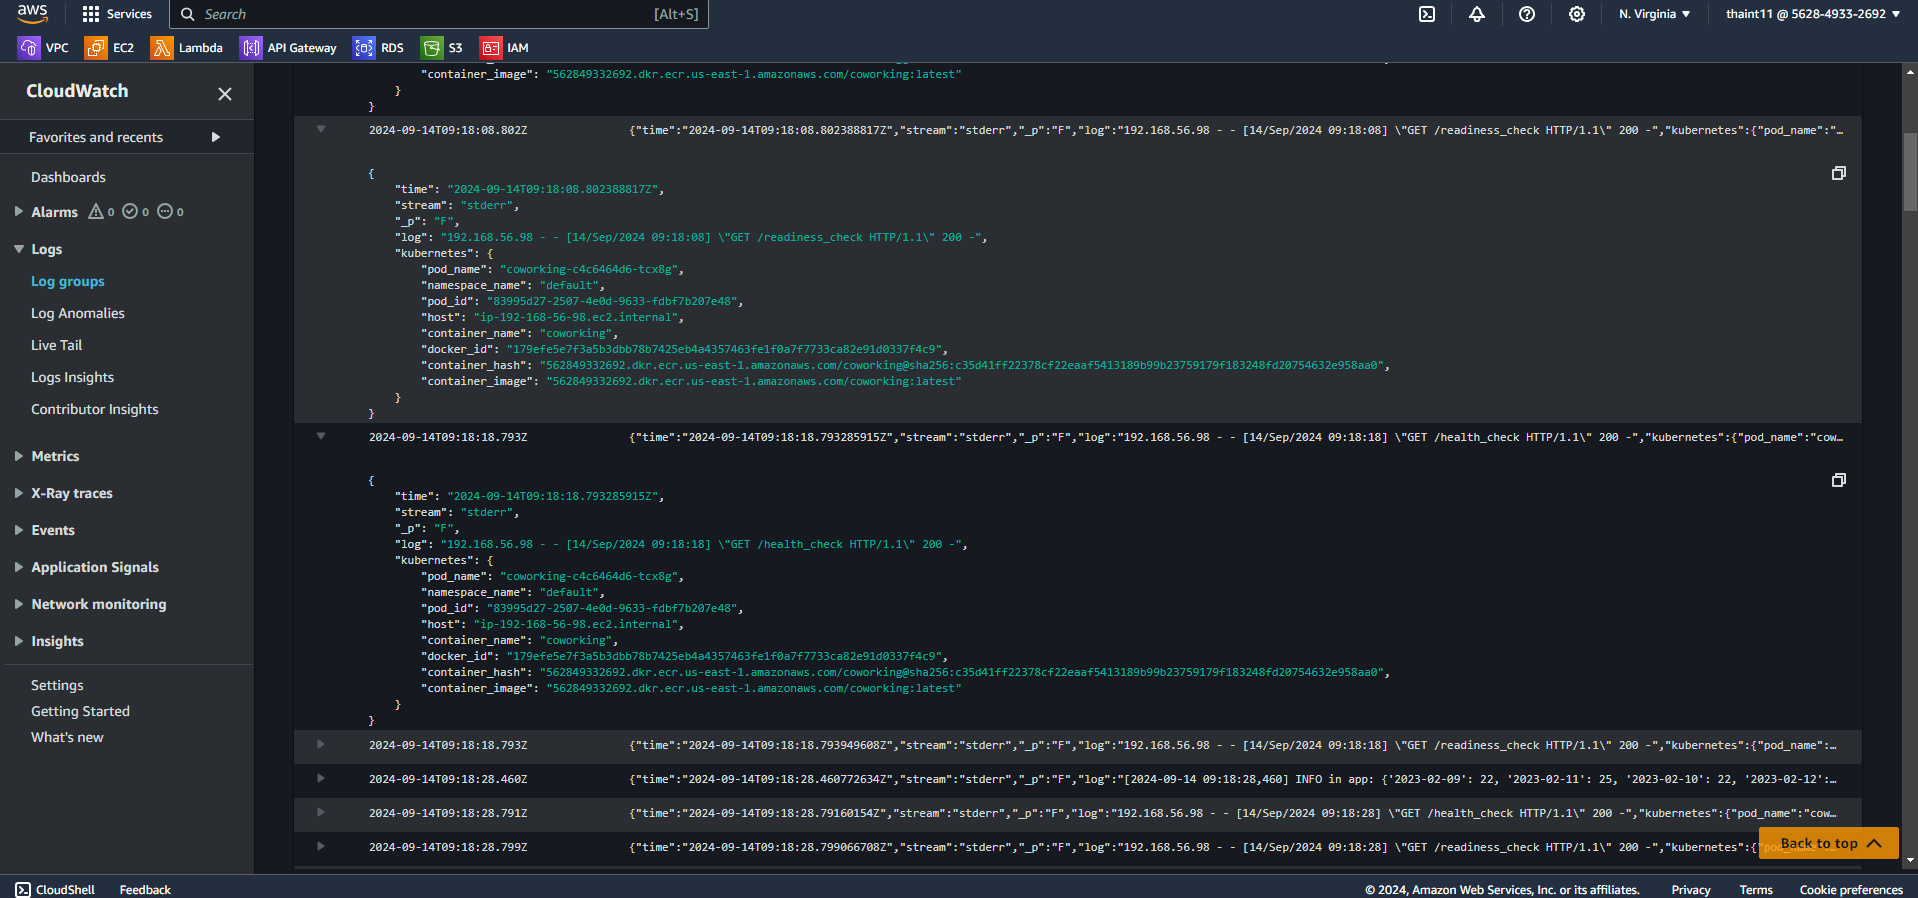 aws
Services
Search [Alt+S]
N. Virginia
thaint11 @ 5628-4933-2692
VPC EC2 Lambda API Gateway RDS S3 IAM
CloudWatch
Favorites and recents
Dashboards
Alarms 0 0 0
Logs
Log groups
Log Anomalies
Live Tail
Logs Insights
Contributor Insights
Metrics
X-Ray traces
Events
Application Signals
Network monitoring
Insights
Settings
Getting Started
What's new
"container_image": "562849332692.dkr.ecr.us-east-1.amazonaws.com/coworking:latest"
}
}
2024-09-14T09:18:08.802Z {"time":"2024-09-14T09:18:08.802388817Z","stream":"stderr","_p":"F","log":"192.168.56.98 - - [14/Sep/2024 09:18:08] \"GET /readiness_check HTTP/1.1\" 200 -","kubernetes":{"pod_name":"…
{
"time": "2024-09-14T09:18:08.802388817Z",
"stream": "stderr",
"_p": "F",
"log": "192.168.56.98 - - [14/Sep/2024 09:18:08] \"GET /readiness_check HTTP/1.1\" 200 -",
"kubernetes": {
"pod_name": "coworking-c4c6464d6-tcx8g",
"namespace_name": "default",
"pod_id": "83995d27-2507-4e0d-9633-fdbf7b207e48",
"host": "ip-192-168-56-98.ec2.internal",
"container_name": "coworking",
"docker_id": "179efe5e7f3a5b3dbb78b7425eb4a4357463fe1f0a7f7733ca82e91d0337f4c9",
"container_hash": "562849332692.dkr.ecr.us-east-1.amazonaws.com/coworking@sha256:c35d41ff22378cf22eaaf5413189b99b23759179f183248fd20754632e958aa0",
"container_image": "562849332692.dkr.ecr.us-east-1.amazonaws.com/coworking:latest"
}
}
2024-09-14T09:18:18.793Z {"time":"2024-09-14T09:18:18.793285915Z","stream":"stderr","_p":"F","log":"192.168.56.98 - - [14/Sep/2024 09:18:18] \"GET /health_check HTTP/1.1\" 200 -","kubernetes":{"pod_name":"cow…
{
"time": "2024-09-14T09:18:18.793285915Z",
"stream": "stderr",
"_p": "F",
"log": "192.168.56.98 - - [14/Sep/2024 09:18:18] \"GET /health_check HTTP/1.1\" 200 -",
"kubernetes": {
"pod_name": "coworking-c4c6464d6-tcx8g",
"namespace_name": "default",
"pod_id": "83995d27-2507-4e0d-9633-fdbf7b207e48",
"host": "ip-192-168-56-98.ec2.internal",
"container_name": "coworking",
"docker_id": "179efe5e7f3a5b3dbb78b7425eb4a4357463fe1f0a7f7733ca82e91d0337f4c9",
"container_hash": "562849332692.dkr.ecr.us-east-1.amazonaws.com/coworking@sha256:c35d41ff22378cf22eaaf5413189b99b23759179f183248fd20754632e958aa0",
"container_image": "562849332692.dkr.ecr.us-east-1.amazonaws.com/coworking:latest"
}
}
2024-09-14T09:18:18.793Z {"time":"2024-09-14T09:18:18.793949608Z","stream":"stderr","_p":"F","log":"192.168.56.98 - - [14/Sep/2024 09:18:18] \"GET /readiness_check HTTP/1.1\" 200 -","kubernetes":{"pod_name":…
2024-09-14T09:18:28.460Z {"time":"2024-09-14T09:18:28.460772634Z","stream":"stderr","_p":"F","log":"[2024-09-14 09:18:28,460] INFO in app: {'2023-02-09': 22, '2023-02-11': 25, '2023-02-10': 22, '2023-02-12':…
2024-09-14T09:18:28.791Z {"time":"2024-09-14T09:18:28.79160154Z","stream":"stderr","_p":"F","log":"192.168.56.98 - - [14/Sep/2024 09:18:28] \"GET /health_check HTTP/1.1\" 200 -","kubernetes":{"pod_name":"cow…
2024-09-14T09:18:28.799Z {"time":"2024-09-14T09:18:28.799066708Z","stream":"stderr","_p":"F","log":"192.168.56.98 - - [14/Sep/2024 09:18:28] \"GET /readiness_check HTTP/1.1\" 200 -","kubernetes":{
Back to top
CloudShell Feedback
© 2024, Amazon Web Services, Inc. or its affiliates. Privacy Terms Cookie preferences